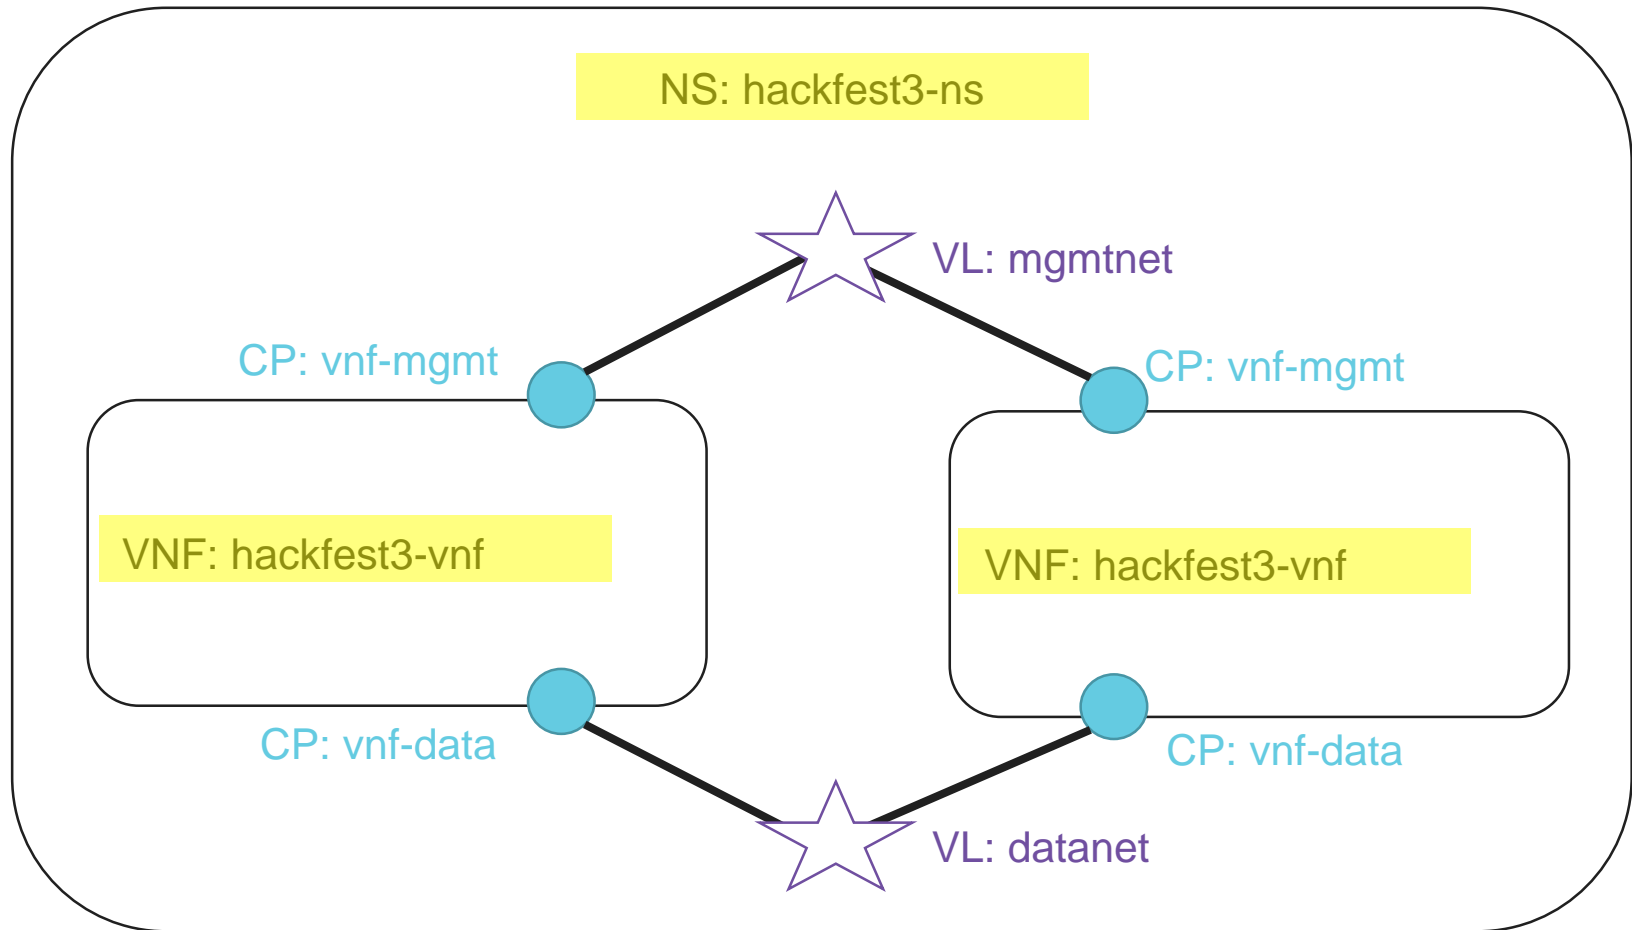 NS: hackfest3-ns
VL: mgmtnet
CP: vnf-mgmt
CP: vnf-mgmt
VNF: hackfest3-vnf
VNF: hackfest3-vnf
CP: vnf-data
CP: vnf-data
VL: datanet